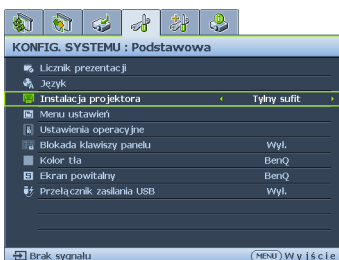 KONFIG. SYSTEMU : Podstawowa
Licznik prezentacji
Język
Instalacja projektora Tylny sufit
Menu ustawień
Ustawienia operacyjne
Blokada klawiszy panelu Wył.
Kolor tła BenQ
Ekran powitalny BenQ
Przełącznik zasilania USB Wył.
Brak sygnału MENU Wyjście